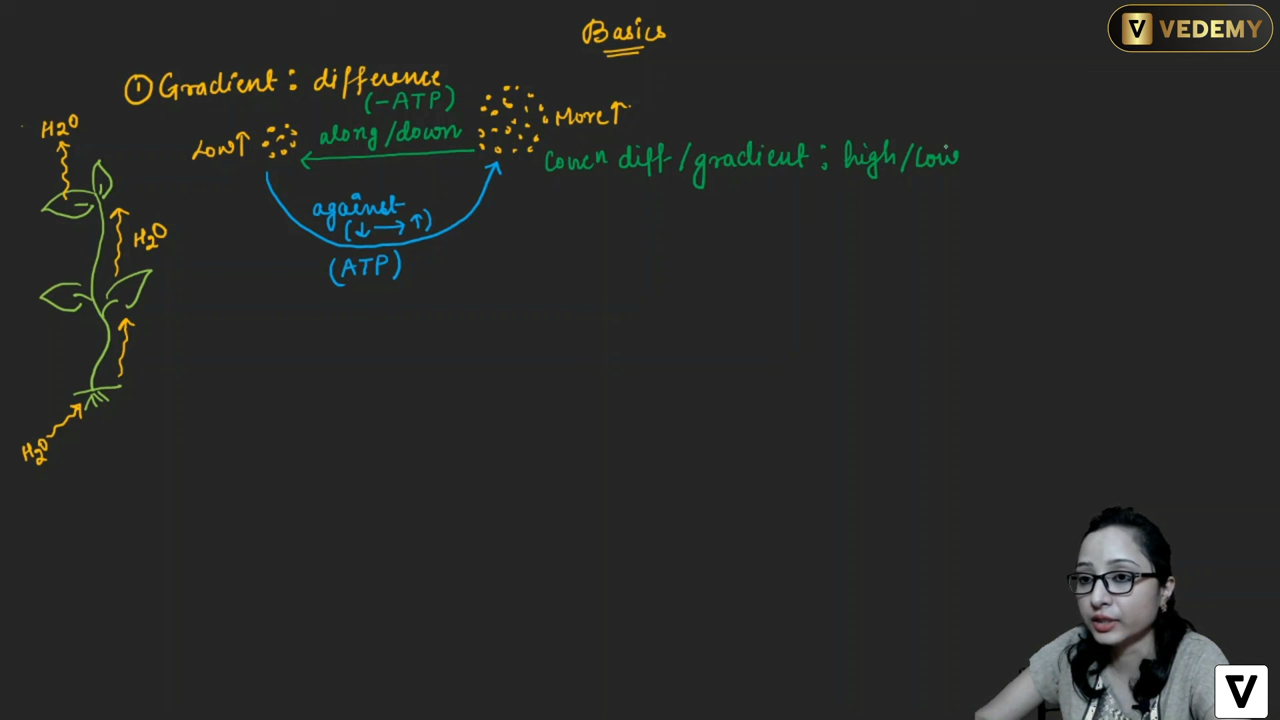 Basics
VEDEMY
① Gradient : difference
(-ATP)
More↑
H2O
Low↑
along/down
concn diff/gradient : high/low
against
(↓→↑)
H2O
(ATP)
H2O